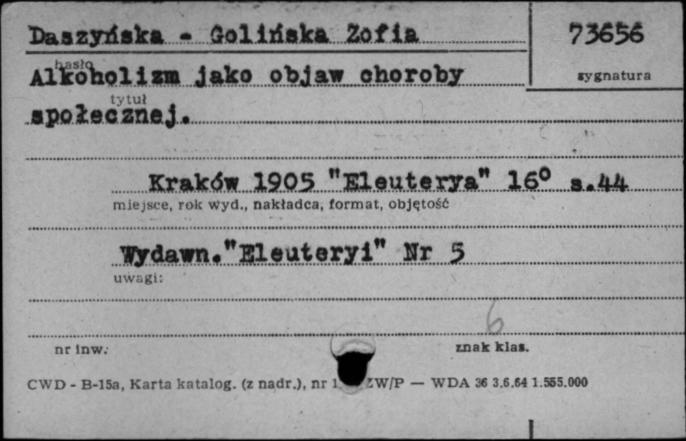 Daszyńska - Golińska Zofia 73656
hasło sygnatura
Alkoholizm jako objaw choroby
tytuł
społecznej.
Kraków 1905 "Eleuterya" 16° s.44
miejsce, rok wyd., nakładca, format, objętość
Wydawn."Eleuteryi" Nr 5
uwagi:
6
nr inw. znak klas.
CWD - B-15a, Karta katalog. (z nadr.), nr ZW/P — WDA 36 3.6.64 1.555.000